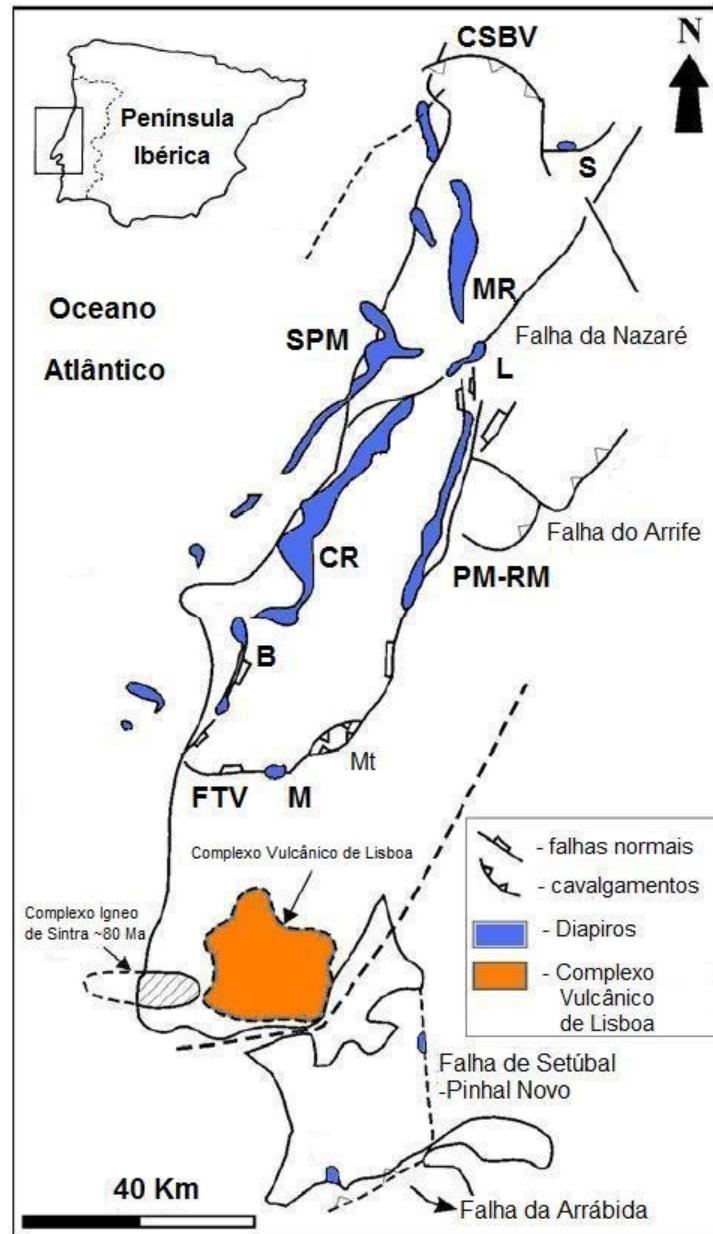 CSBV
N
Península
Ibérica
S
Oceano
Atlântico
MR
SPM
Falha da Nazaré
L
Falha do Arrife
CR
PM-RM
B
Mt
FTV
M
Complexo Vulcânico de Lisboa
Complexo Igneo
de Sintra ~80 Ma
- falhas normais
- cavalgamentos
- Diapiros
- Complexo
Vulcânico
de Lisboa
Falha de Setúbal
-Pinhal Novo
40 Km
Falha da Arrábida